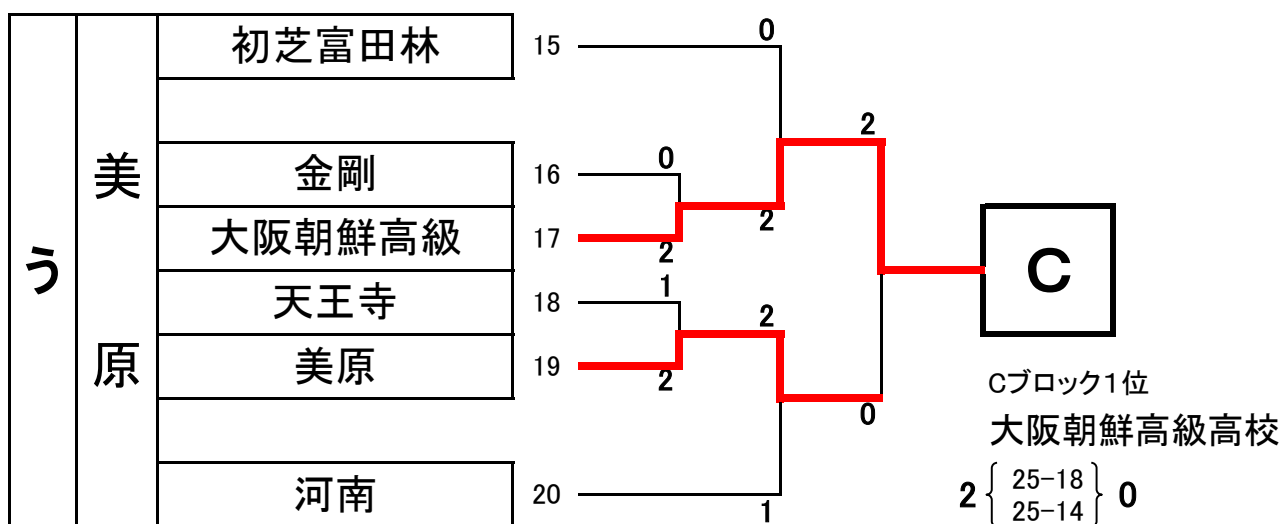 う
美原
初芝富田林 15 0
2
金剛 16 0
大阪朝鮮高級 17 2 2
C
天王寺 18 1
2
美原 19 2
0
河南 20 1
Cブロック1位
大阪朝鮮高級高校
2 { 25-18 25-14 } 0